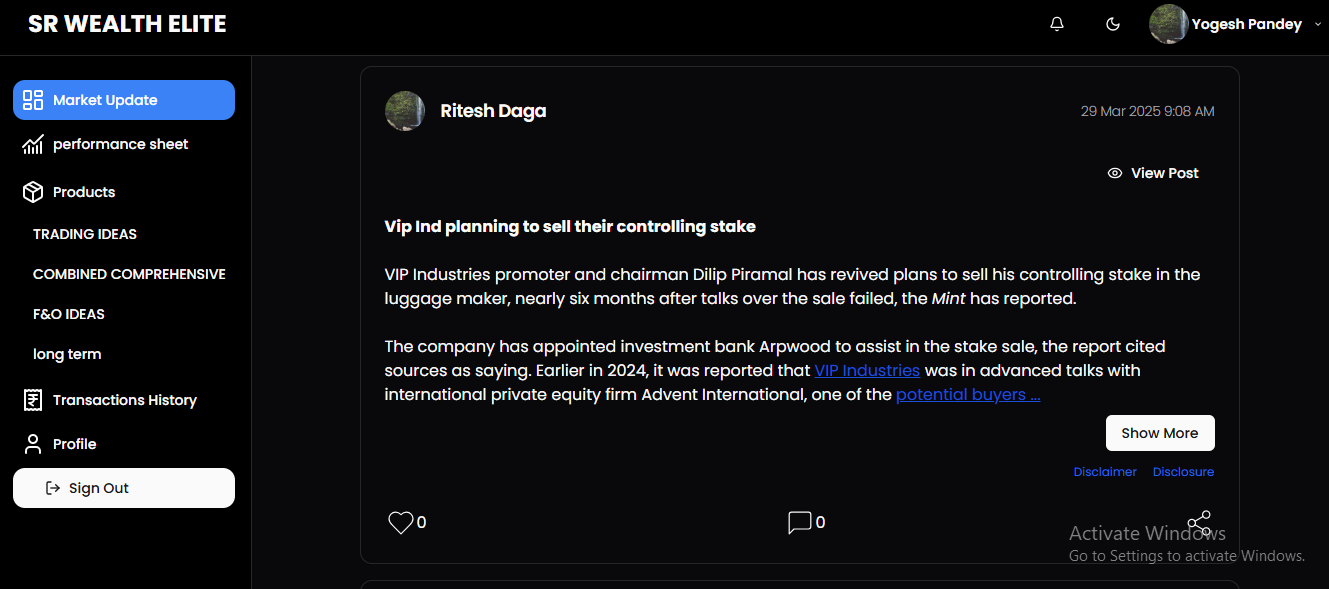 SR WEALTH ELITE
Yogesh Pandey
Market Update
performance sheet
Products
TRADING IDEAS
COMBINED COMPREHENSIVE
F&O IDEAS
long term
Transactions History
Profile
Sign Out
Ritesh Daga
29 Mar 2025 9:08 AM
View Post
Vip Ind planning to sell their controlling stake
VIP Industries promoter and chairman Dilip Piramal has revived plans to sell his controlling stake in the
luggage maker, nearly six months after talks over the sale failed, the Mint has reported.
The company has appointed investment bank Arpwood to assist in the stake sale, the report cited
sources as saying. Earlier in 2024, it was reported that VIP Industries was in advanced talks with
international private equity firm Advent International, one of the potential buyers ...
Show More
Disclaimer Disclosure
0
0
Activate Windows
Go to Settings to activate Windows.